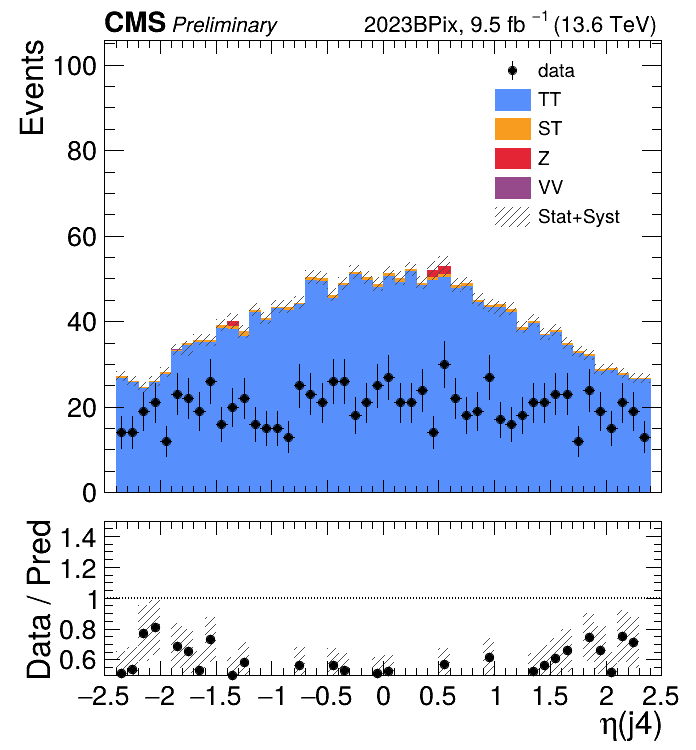 CMS Preliminary 2023BPix, 9.5 fb⁻¹ (13.6 TeV)
Events
100
80
60
40
20
0
data
TT
ST
Z
VV
Stat+Syst
Data / Pred
1.4
1.2
1
0.8
0.6
−2.5 −2 −1.5 −1 −0.5 0 0.5 1 1.5 2 2.5
η(j4)